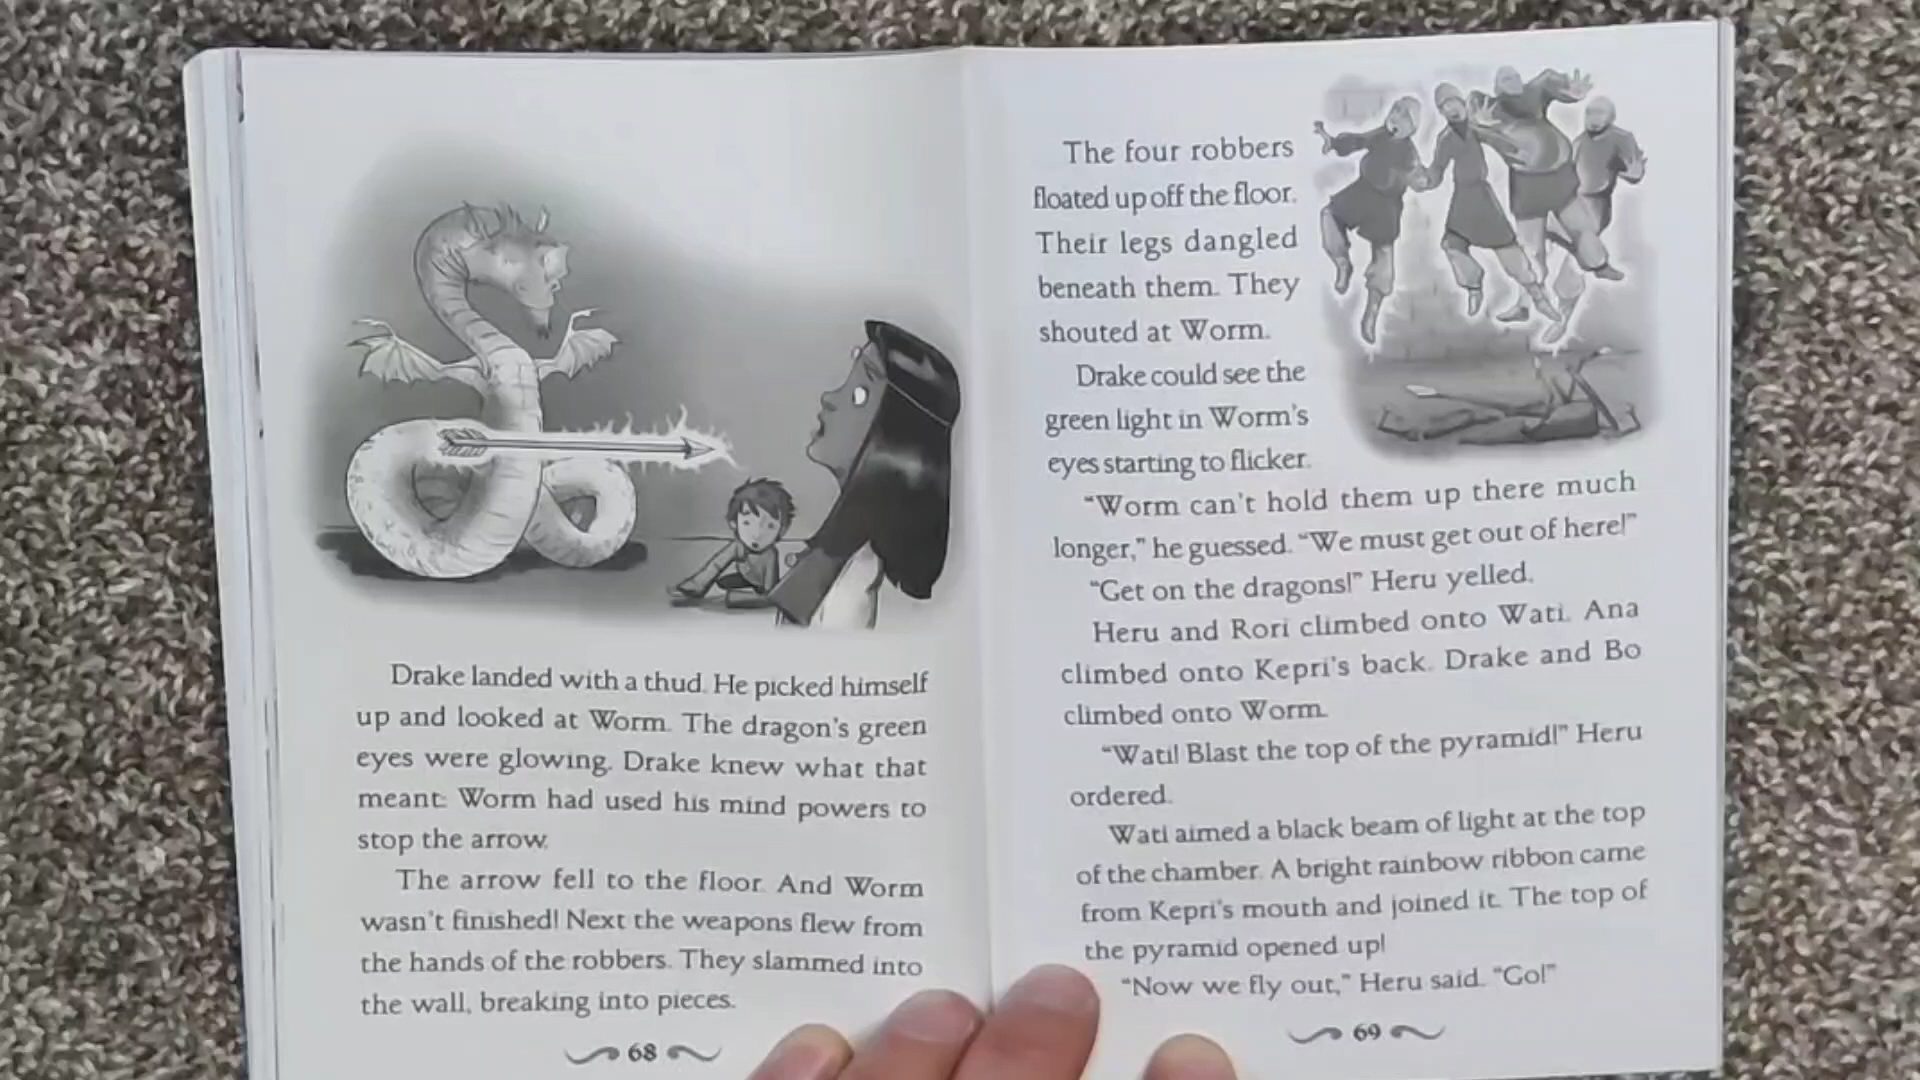 Drake landed with a thud. He picked himself
up and looked at Worm. The dragon's green
eyes were glowing. Drake knew what that
meant: Worm had used his mind powers to
stop the arrow.
The arrow fell to the floor. And Worm
wasn't finished! Next the weapons flew from
the hands of the robbers. They slammed into
the wall, breaking into pieces.
68
The four robbers
floated up off the floor.
Their legs dangled
beneath them. They
shouted at Worm.
Drake could see the
green light in Worm's
eyes starting to flicker.
“Worm can't hold them up there much
longer,” he guessed. “We must get out of here!”
“Get on the dragons!” Heru yelled.
Heru and Rori climbed onto Wati. Ana
climbed onto Kepri's back. Drake and Bo
climbed onto Worm.
“Wati! Blast the top of the pyramid!” Heru
ordered.
Wati aimed a black beam of light at the top
of the chamber. A bright rainbow ribbon came
from Kepri's mouth and joined it. The top of
the pyramid opened up!
“Now we fly out,” Heru said. “Go!”
69